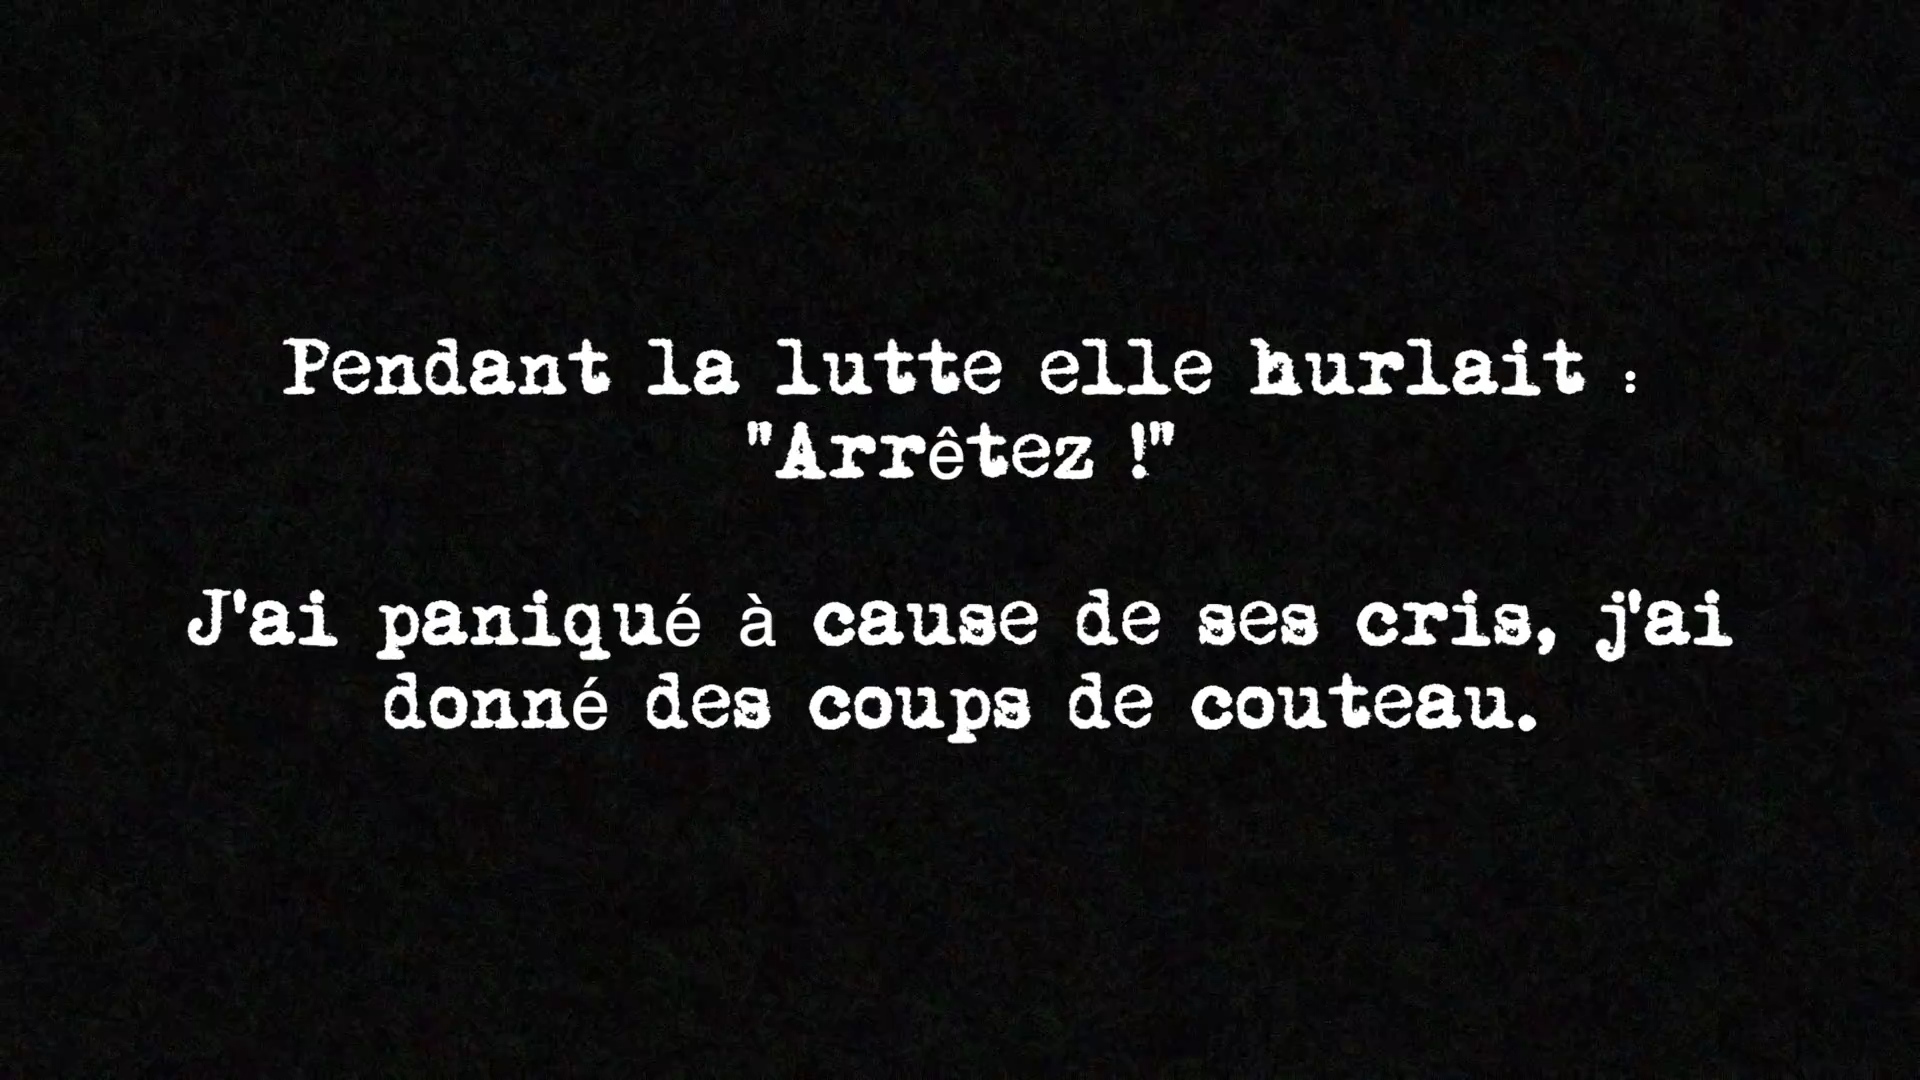 Pendant la lutte elle hurlait :
"Arrêtez !"
J'ai paniqué à cause de ses cris, j'ai
donné des coups de couteau.